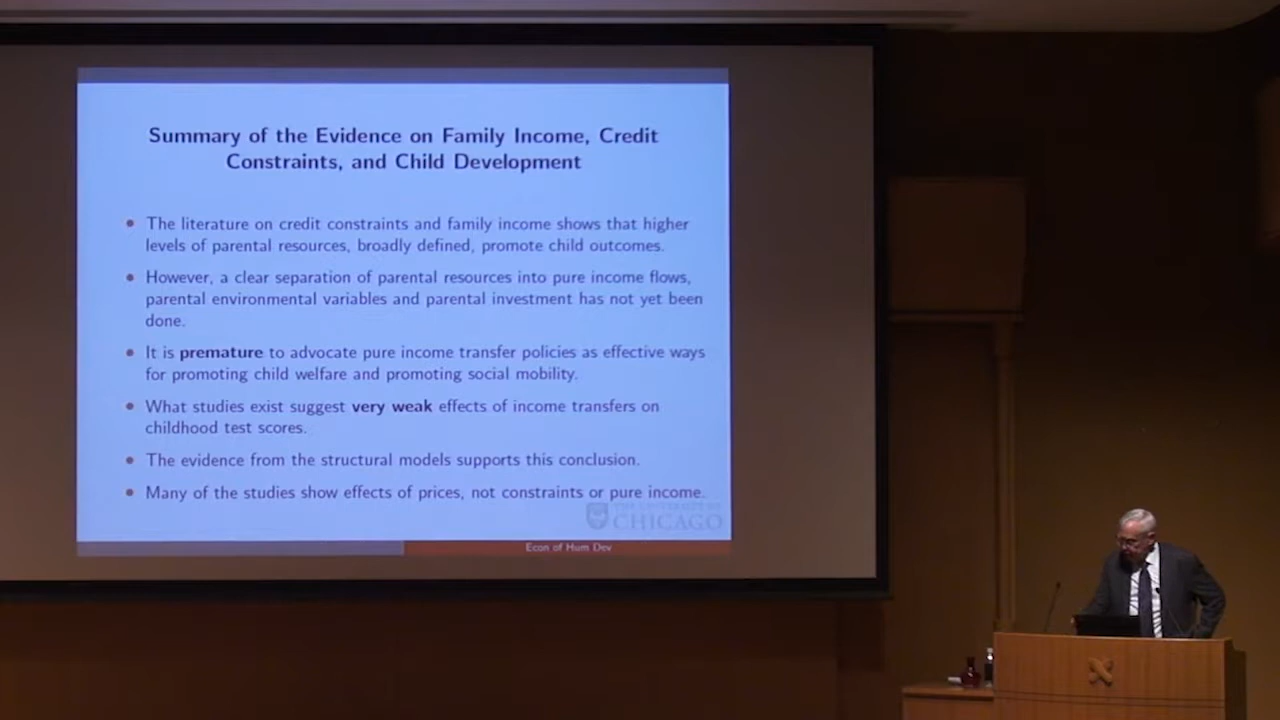 Summary of the Evidence on Family Income, Credit
Constraints, and Child Development
• The literature on credit constraints and family income shows that higher
levels of parental resources, broadly defined, promote child outcomes.
• However, a clear separation of parental resources into pure income flows,
parental environmental variables and parental investment has not yet been
done.
• It is premature to advocate pure income transfer policies as effective ways
for promoting child welfare and promoting social mobility.
• What studies exist suggest very weak effects of income transfers on
childhood test scores.
• The evidence from the structural models supports this conclusion.
• Many of the studies show effects of prices, not constraints or pure income.
THE UNIVERSITY OF
CHICAGO
Econ of Hum Dev